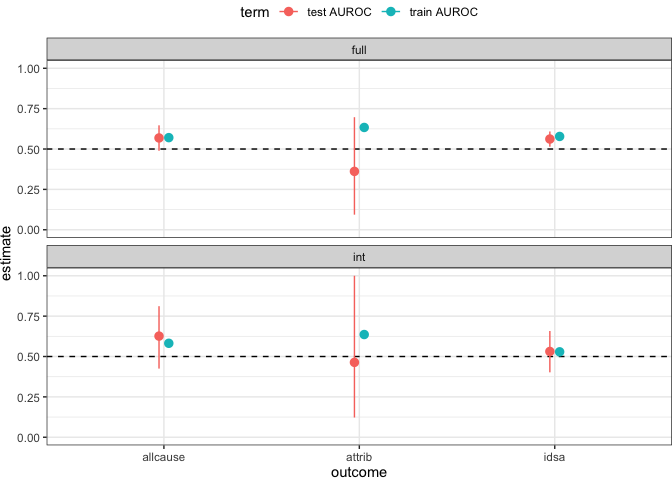 term test AUROC train AUROC
full
1.00
0.75
0.50
0.25
0.00
estimate
int
1.00
0.75
0.50
0.25
0.00
allcause attrib idsa
outcome